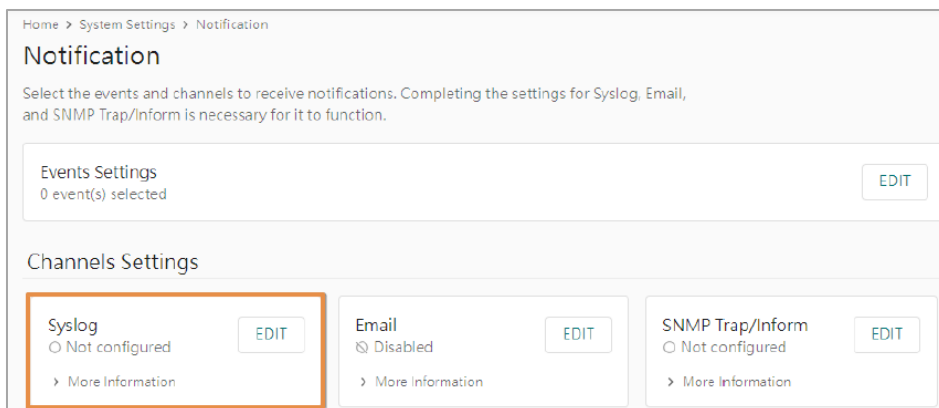 Home > System Settings > Notification
Notification
Select the events and channels to receive notifications. Completing the settings for Syslog, Email,
and SNMP Trap/Inform is necessary for it to function.
Events Settings
0 event(s) selected
EDIT
Channels Settings
Syslog
Not configured
EDIT
> More Information
Email
Disabled
EDIT
> More Information
SNMP Trap/Inform
Not configured
EDIT
> More Information